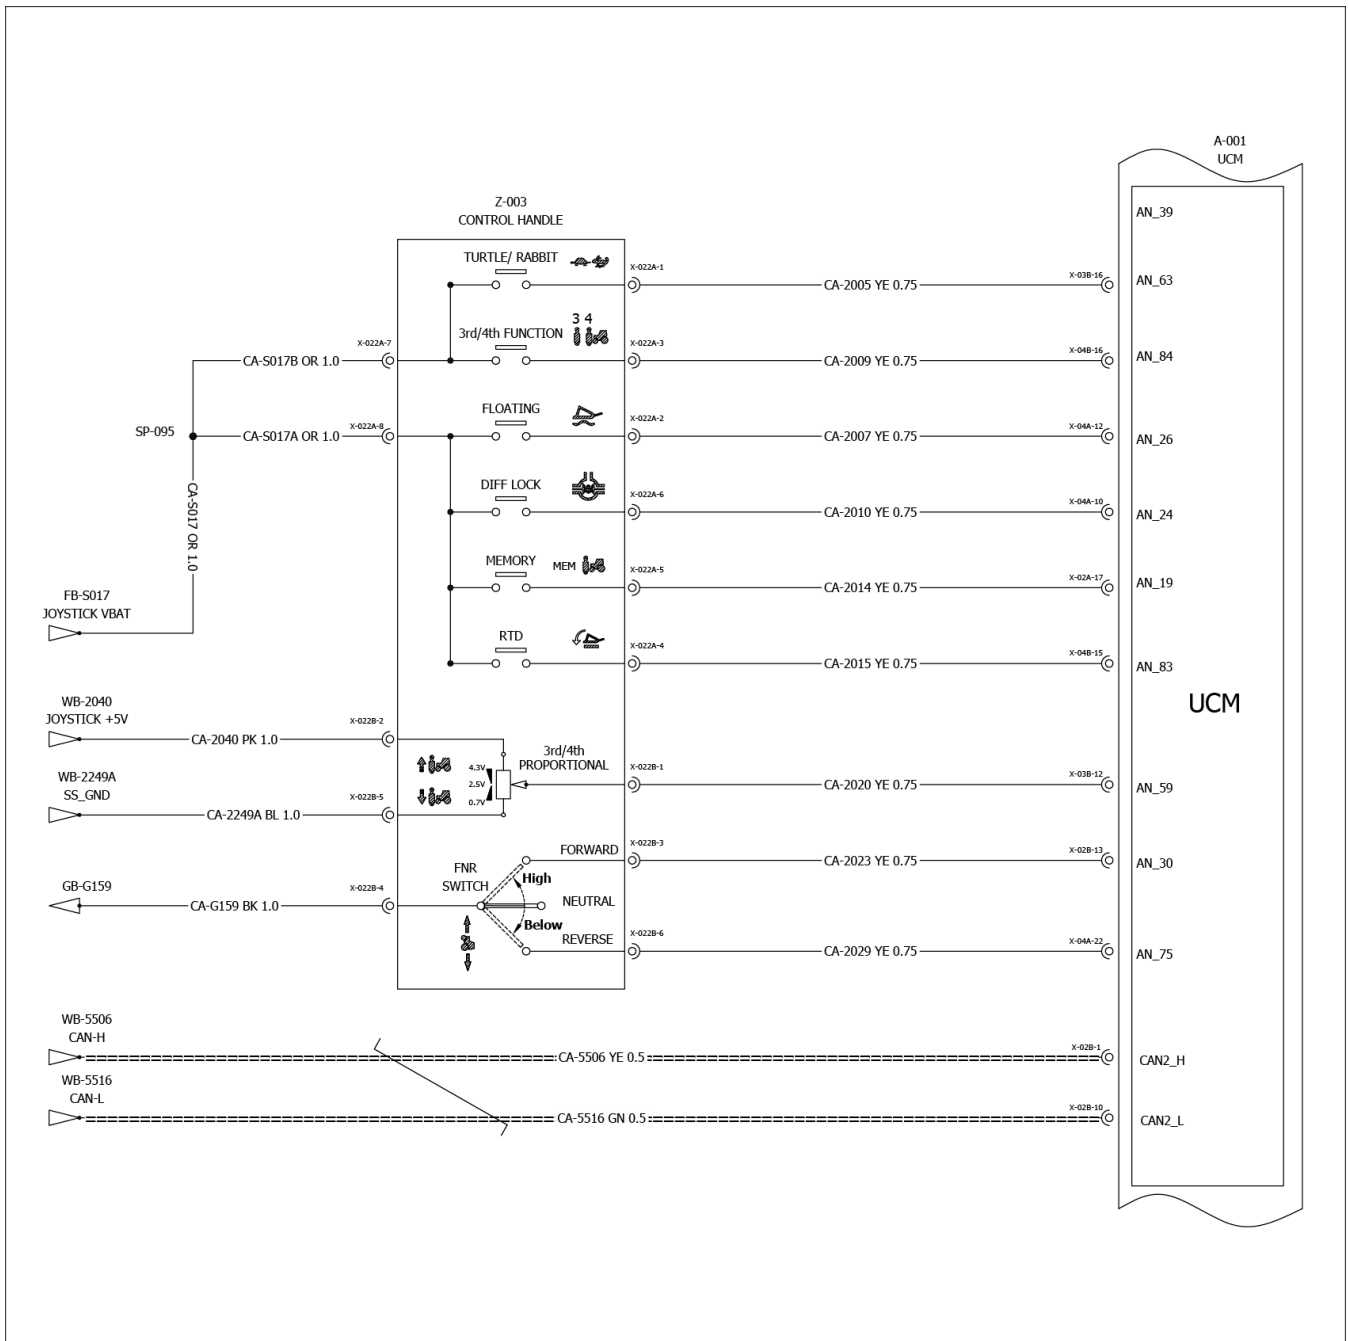 A-001
UCM
Z-003
CONTROL HANDLE
AN_39
TURTLE/ RABBIT
X-022A-1
CA-2005 YE 0.75
X-03B-16
AN_63
3 4
3rd/4th FUNCTION
X-022A-7
CA-S017B OR 1.0
X-022A-3
CA-2009 YE 0.75
X-04B-16
AN_84
FLOATING
SP-095
CA-S017A OR 1.0
X-022A-8
X-022A-2
CA-2007 YE 0.75
X-04A-12
AN_26
CA-S017 OR 1.0
DIFF LOCK
X-022A-6
CA-2010 YE 0.75
X-04A-10
AN_24
MEMORY
MEM
X-022A-5
CA-2014 YE 0.75
X-02A-17
AN_19
FB-S017
JOYSTICK VBAT
RTD
X-022A-4
CA-2015 YE 0.75
X-04B-15
AN_83
UCM
WB-2040
JOYSTICK +5V
CA-2040 PK 1.0
X-022B-2
3rd/4th
PROPORTIONAL
4.3V
2.5V
0.7V
X-022B-1
CA-2020 YE 0.75
X-03B-12
AN_59
WB-2249A
SS_GND
CA-2249A BL 1.0
X-022B-5
FORWARD
X-022B-3
CA-2023 YE 0.75
X-02B-13
AN_30
FNR
SWITCH
High
NEUTRAL
Below
GB-G159
CA-G159 BK 1.0
X-022B-4
REVERSE
X-022B-6
CA-2029 YE 0.75
X-04A-22
AN_75
WB-5506
CAN-H
CA-5506 YE 0.5
X-02B-1
CAN2_H
WB-5516
CAN-L
CA-5516 GN 0.5
X-02B-10
CAN2_L